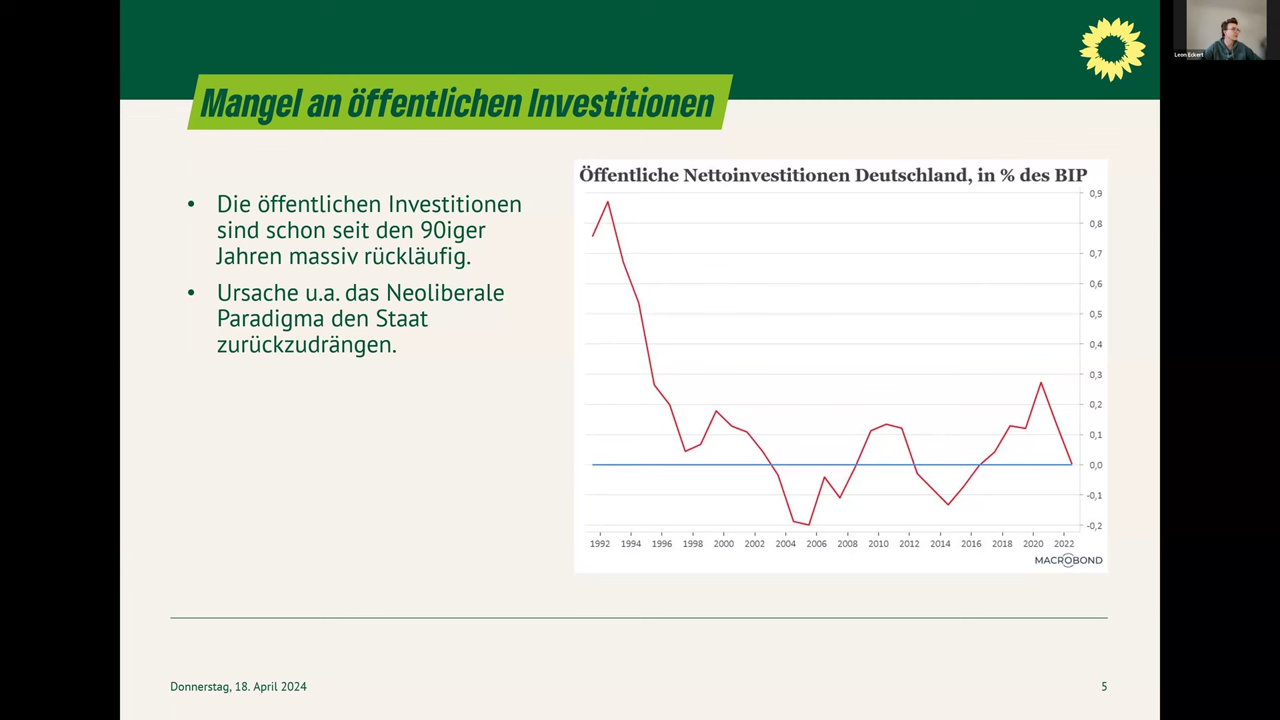 Leon Eckert
Mangel an öffentlichen Investitionen
• Die öffentlichen Investitionen
sind schon seit den 90iger
Jahren massiv rückläufig.
• Ursache u.a. das Neoliberale
Paradigma den Staat
zurückzudrängen.
Öffentliche Nettoinvestitionen Deutschland, in % des BIP
0,9
0,8
0,7
0,6
0,5
0,4
0,3
0,2
0,1
0,0
-0,1
-0,2
1992 1994 1996 1998 2000 2002 2004 2006 2008 2010 2012 2014 2016 2018 2020 2022
MACROBOND
Donnerstag, 18. April 2024
5